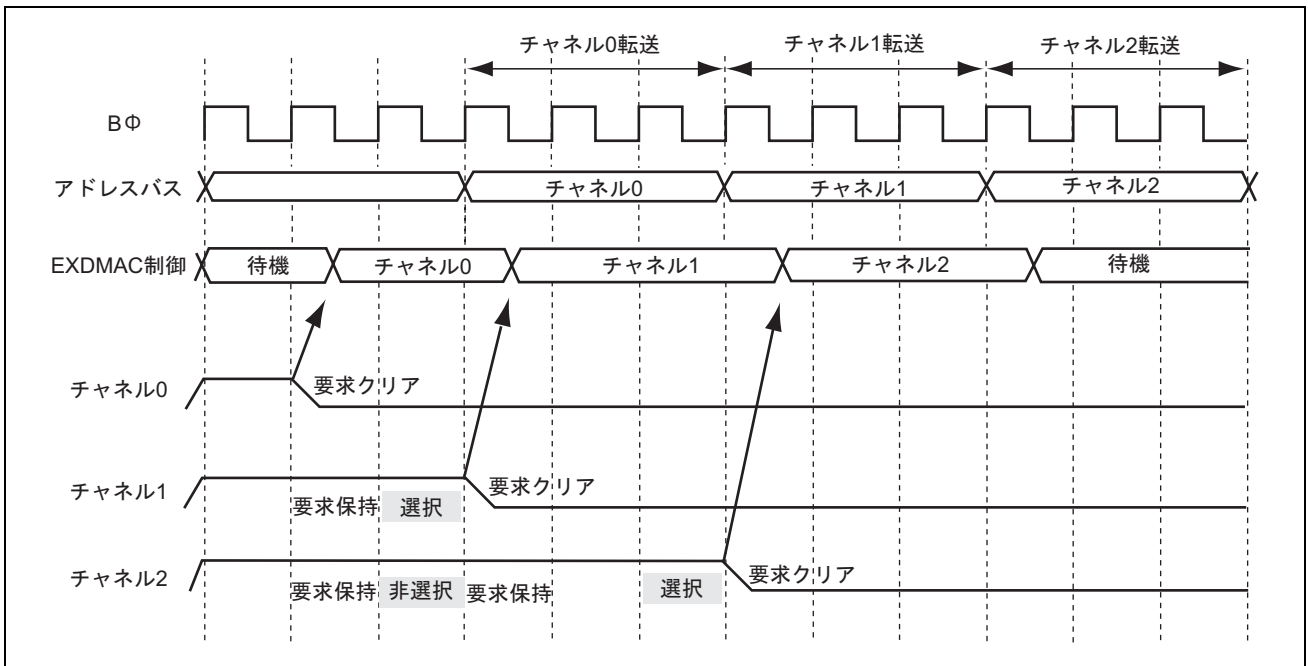 チャネル0転送 チャネル1転送 チャネル2転送
BΦ
アドレスバス チャネル0 チャネル1 チャネル2
EXDMAC制御 待機 チャネル0 チャネル1 チャネル2 待機
チャネル0 要求クリア
チャネル1 要求保持 選択 要求クリア
チャネル2 要求保持 非選択 要求保持 選択 要求クリア